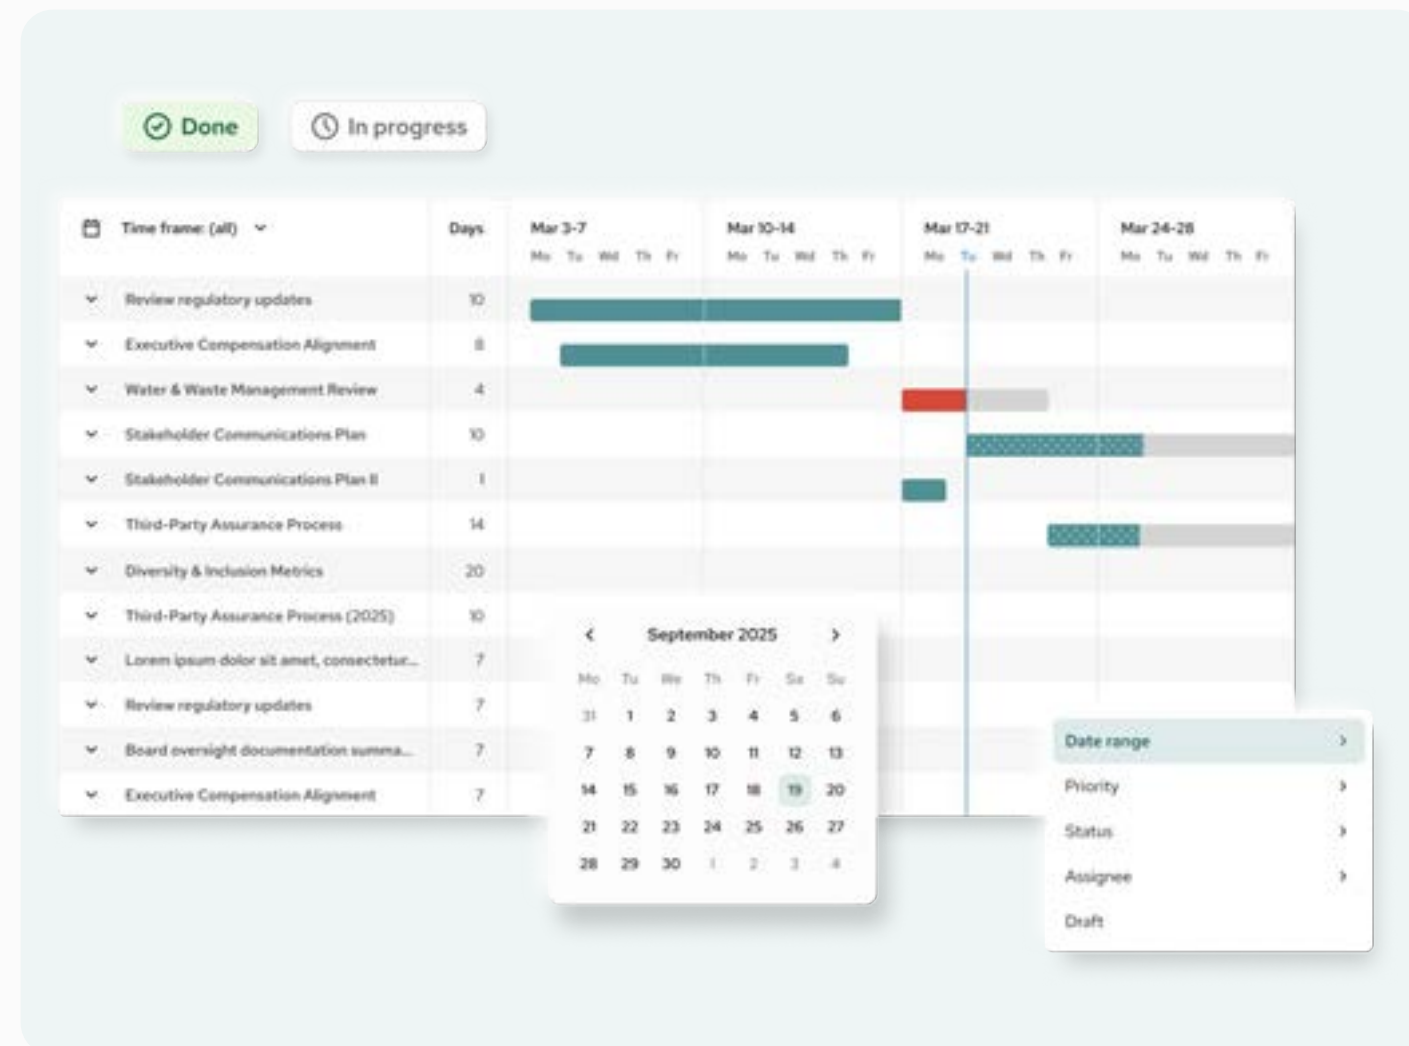 Done
In progress
Time frame: (all)
Days
Mar 3-7
Mar 10-14
Mar 17-21
Mar 24-28
Mo Tu Wd Th Fr
Mo Tu Wd Th Fr
Mo Tu Wd Th Fr
Mo Tu Wd Th Fr
Review regulatory updates 10
Executive Compensation Alignment 8
Water & Waste Management Review 4
Stakeholder Communications Plan 10
Stakeholder Communications Plan II 1
Third-Party Assurance Process 14
Diversity & Inclusion Metrics 20
Third-Party Assurance Process (2025) 10
Lorem ipsum dolor sit amet, consectetur... 7
Review regulatory updates 7
Board oversight documentation summa... 7
Executive Compensation Alignment 7
September 2025
Mo Tu We Th Fr Sa Su
31 1 2 3 4 5 6
7 8 9 10 11 12 13
14 15 16 17 18 19 20
21 22 23 24 25 26 27
28 29 30 1 2 3 4
Date range
Priority
Status
Assignee
Draft